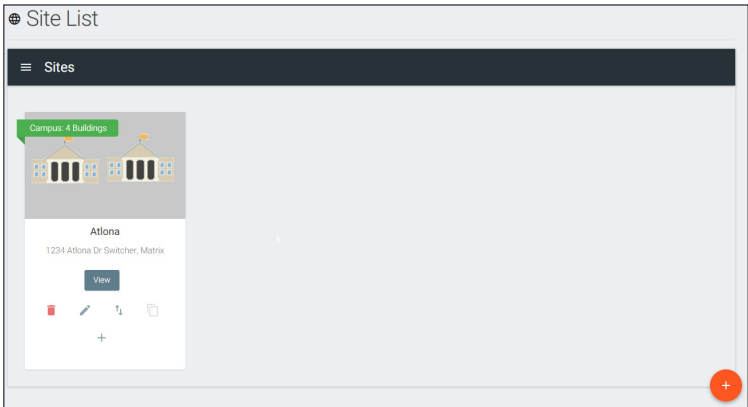 Site List
Sites
Campus: 4 Buildings
Atlona
1234 Atlona Dr Switcher, Matrix
View